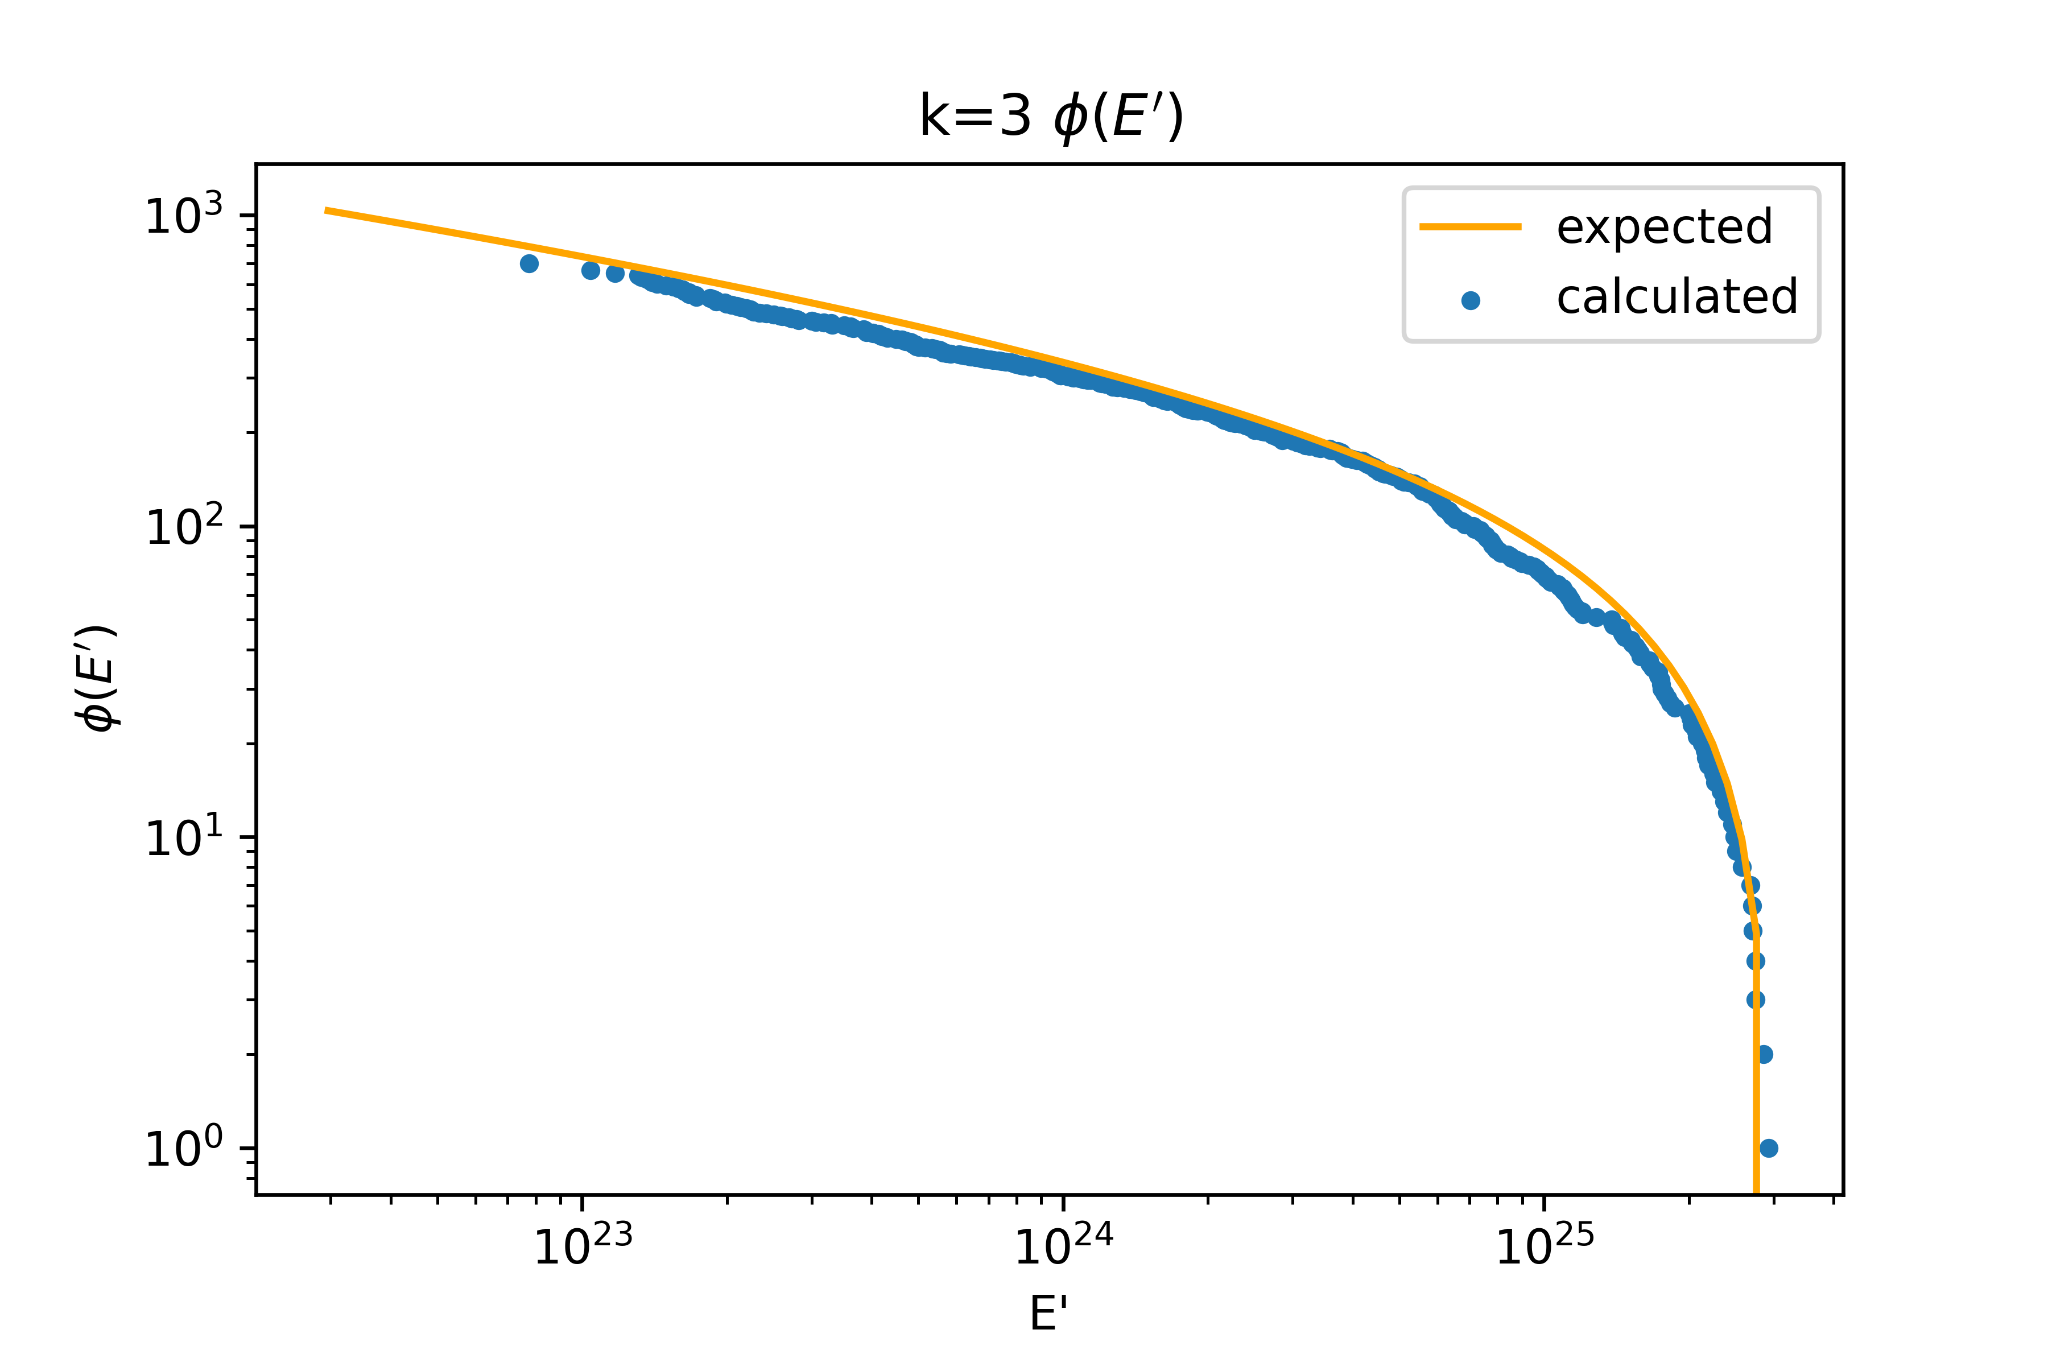 k=3 ϕ(E′)
expected
calculated
10³
10²
10¹
10⁰
ϕ(E′)
10²³
10²⁴
10²⁵
E'